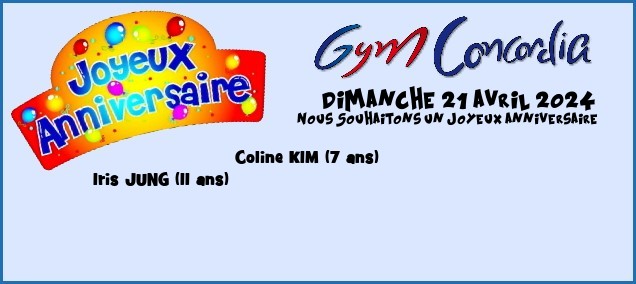 Joyeux
Anniversaire
Gym Concordia
DiMANCHE 21 AVRiL 2024
NOUS SOUHAiTONS UN JOYEUX ANNiVERSAiRE
Coline KIM (7 ans)
Iris JUNG (11 ans)